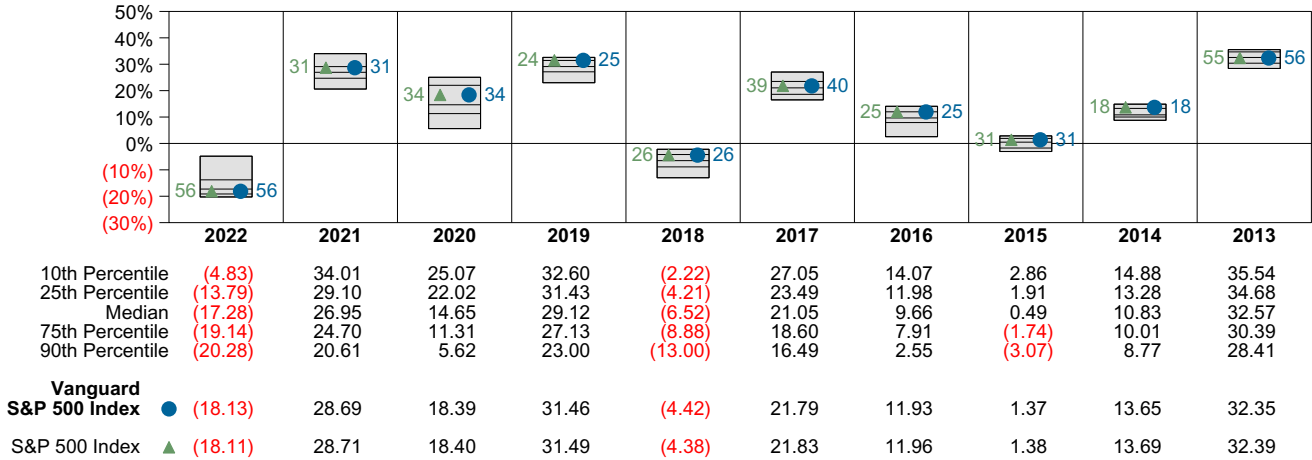 50%
40%
30%
20%
10%
0%
(10%)
(20%)
(30%)
56 56
31 31
34 34
24 25
26 26
39 40
25 25
31 31
18 18
55 56
2022 2021 2020 2019 2018 2017 2016 2015 2014 2013
10th Percentile (4.83) 34.01 25.07 32.60 (2.22) 27.05 14.07 2.86 14.88 35.54
25th Percentile (13.79) 29.10 22.02 31.43 (4.21) 23.49 11.98 1.91 13.28 34.68
Median (17.28) 26.95 14.65 29.12 (6.52) 21.05 9.66 0.49 10.83 32.57
75th Percentile (19.14) 24.70 11.31 27.13 (8.88) 18.60 7.91 (1.74) 10.01 30.39
90th Percentile (20.28) 20.61 5.62 23.00 (13.00) 16.49 2.55 (3.07) 8.77 28.41
Vanguard
S&P 500 Index (18.13) 28.69 18.39 31.46 (4.42) 21.79 11.93 1.37 13.65 32.35
S&P 500 Index (18.11) 28.71 18.40 31.49 (4.38) 21.83 11.96 1.38 13.69 32.39